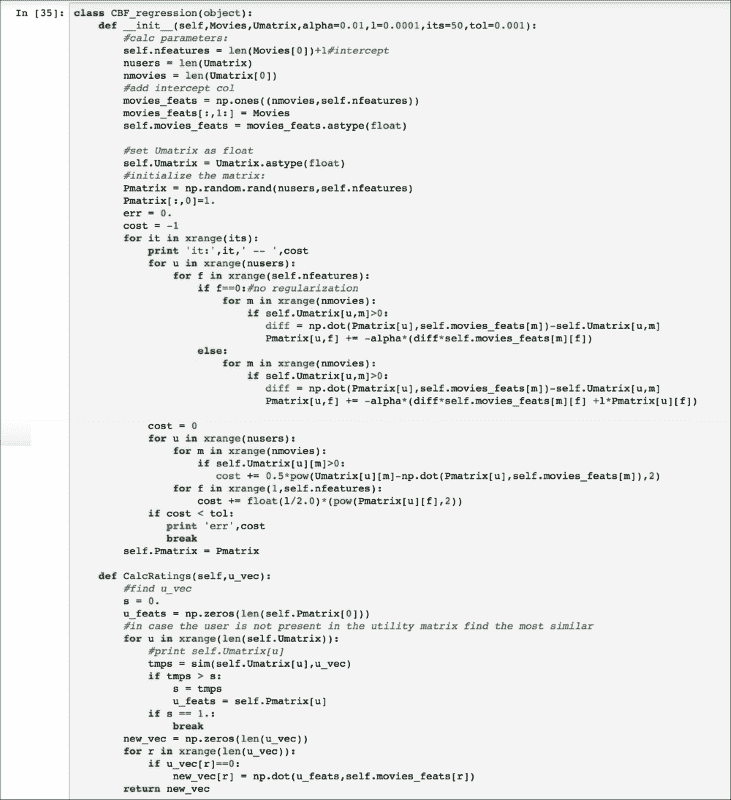 In [35]: class CBF_regression(object):
    def __init__(self,Movies,Umatrix,alpha=0.01,l=0.0001,its=50,tol=0.001):
        #calc parameters:
        self.nfeatures = len(Movies[0])+1#intercept
        nusers = len(Umatrix)
        nmovies = len(Umatrix[0])
        #add intercept col
        movies_feats = np.ones((nmovies,self.nfeatures))
        movies_feats[:,1:] = Movies
        self.movies_feats = movies_feats.astype(float)

        #set Umatrix as float
        self.Umatrix = Umatrix.astype(float)
        #initialize the matrix:
        Pmatrix = np.random.rand(nusers,self.nfeatures)
        Pmatrix[:,0]=1.
        err = 0.
        cost = -1
        for it in xrange(its):
            print 'it:',it,' -- ',cost
            for u in xrange(nusers):
                for f in xrange(self.nfeatures):
                    if f==0:#no regularization
                        for m in xrange(nmovies):
                            if self.Umatrix[u,m]>0:
                               diff = np.dot(Pmatrix[u],self.movies_feats[m])-self.Umatrix[u,m]
                               Pmatrix[u,f] += -alpha*(diff*self.movies_feats[m][f])
                    else:
                        for m in xrange(nmovies):
                            if self.Umatrix[u,m]>0:
                               diff = np.dot(Pmatrix[u],self.movies_feats[m])-self.Umatrix[u,m]
                               Pmatrix[u,f] += -alpha*(diff*self.movies_feats[m][f] +l*Pmatrix[u][f])

            cost = 0
            for u in xrange(nusers):
                for m in xrange(nmovies):
                    if self.Umatrix[u][m]>0:
                       cost += 0.5*pow(Umatrix[u][m]-np.dot(Pmatrix[u],self.movies_feats[m]),2)
                for f in xrange(1,self.nfeatures):
                    cost += float(l/2.0)*(pow(Pmatrix[u][f],2))
            if cost < tol:
               print 'err',cost
               break
        self.Pmatrix = Pmatrix

    def CalcRatings(self,u_vec):
        #find u_vec
        s = 0.
        u_feats = np.zeros(len(self.Pmatrix[0]))
        #in case the user is not present in the utility matrix find the most similar
        for u in xrange(len(self.Umatrix)):
            #print self.Umatrix[u]
            tmps = sim(self.Umatrix[u],u_vec)
            if tmps > s:
                s = tmps
                u_feats = self.Pmatrix[u]
            if s == 1.:
                break
        new_vec = np.zeros(len(u_vec))
        for r in xrange(len(u_vec)):
            if u_vec[r]==0:
                new_vec[r] = np.dot(u_feats,self.movies_feats[r])
        return new_vec